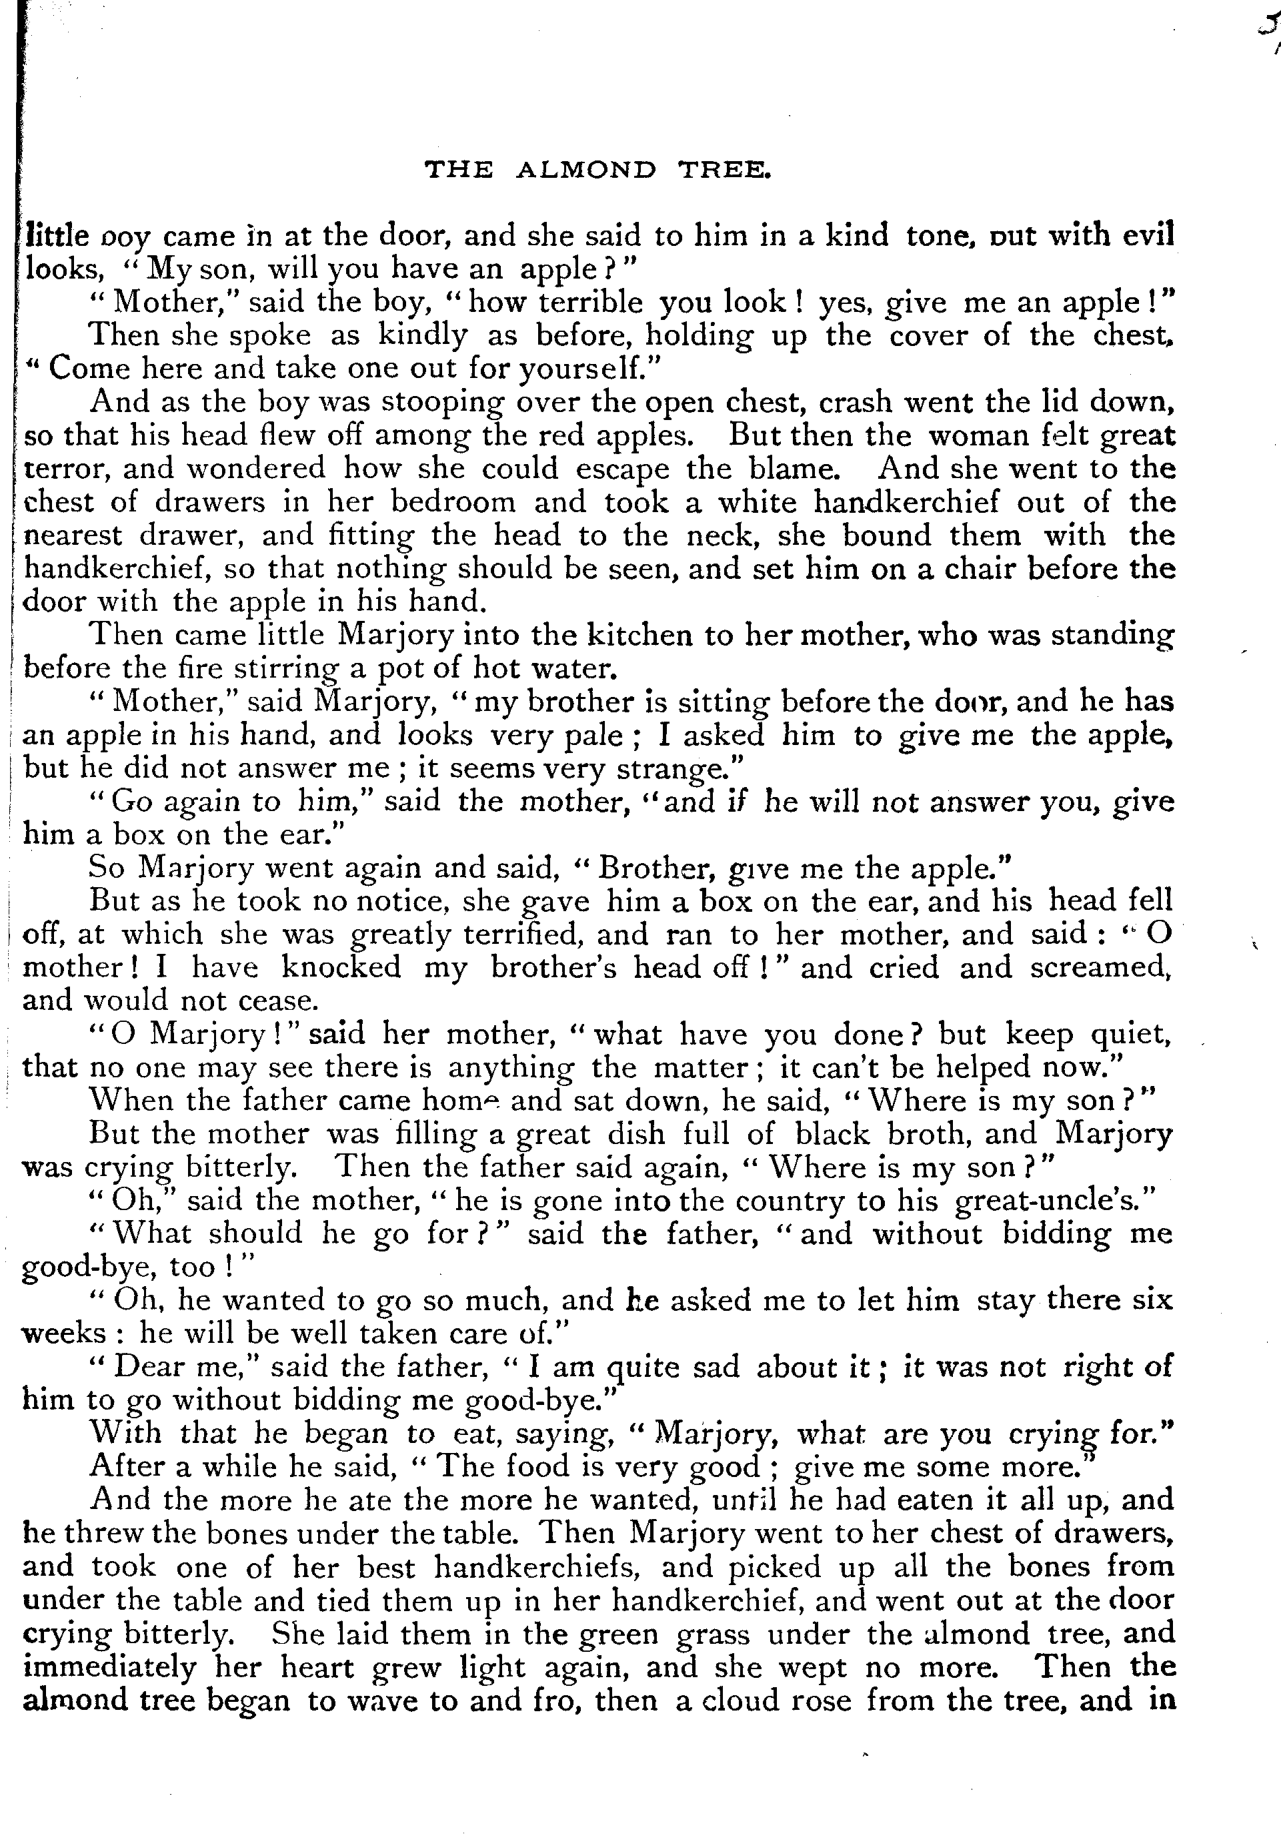 THE ALMOND TREE.
little boy came in at the door, and she said to him in a kind tone, but with evil
looks, “My son, will you have an apple?”
“Mother,” said the boy, “how terrible you look! yes, give me an apple!”
Then she spoke as kindly as before, holding up the cover of the chest,
“Come here and take one out for yourself.”
And as the boy was stooping over the open chest, crash went the lid down,
so that his head flew off among the red apples. But then the woman felt great
terror, and wondered how she could escape the blame. And she went to the
chest of drawers in her bedroom and took a white handkerchief out of the
nearest drawer, and fitting the head to the neck, she bound them with the
handkerchief, so that nothing should be seen, and set him on a chair before the
door with the apple in his hand.
Then came little Marjory into the kitchen to her mother, who was standing
before the fire stirring a pot of hot water.
“Mother,” said Marjory, “my brother is sitting before the door, and he has
an apple in his hand, and looks very pale; I asked him to give me the apple,
but he did not answer me; it seems very strange.”
“Go again to him,” said the mother, “and if he will not answer you, give
him a box on the ear.”
So Marjory went again and said, “Brother, give me the apple.”
But as he took no notice, she gave him a box on the ear, and his head fell
off, at which she was greatly terrified, and ran to her mother, and said: “O
mother! I have knocked my brother's head off!” and cried and screamed,
and would not cease.
“O Marjory!” said her mother, “what have you done? but keep quiet,
that no one may see there is anything the matter; it can't be helped now.”
When the father came home and sat down, he said, “Where is my son?”
But the mother was filling a great dish full of black broth, and Marjory
was crying bitterly. Then the father said again, “Where is my son?”
“Oh,” said the mother, “he is gone into the country to his great-uncle's.”
“What should he go for?” said the father, “and without bidding me
good-bye, too!”
“Oh, he wanted to go so much, and he asked me to let him stay there six
weeks: he will be well taken care of.”
“Dear me,” said the father, “I am quite sad about it; it was not right of
him to go without bidding me good-bye.”
With that he began to eat, saying, “Marjory, what are you crying for.”
After a while he said, “The food is very good; give me some more.”
And the more he ate the more he wanted, until he had eaten it all up, and
he threw the bones under the table. Then Marjory went to her chest of drawers,
and took one of her best handkerchiefs, and picked up all the bones from
under the table and tied them up in her handkerchief, and went out at the door
crying bitterly. She laid them in the green grass under the almond tree, and
immediately her heart grew light again, and she wept no more. Then the
almond tree began to wave to and fro, then a cloud rose from the tree, and in